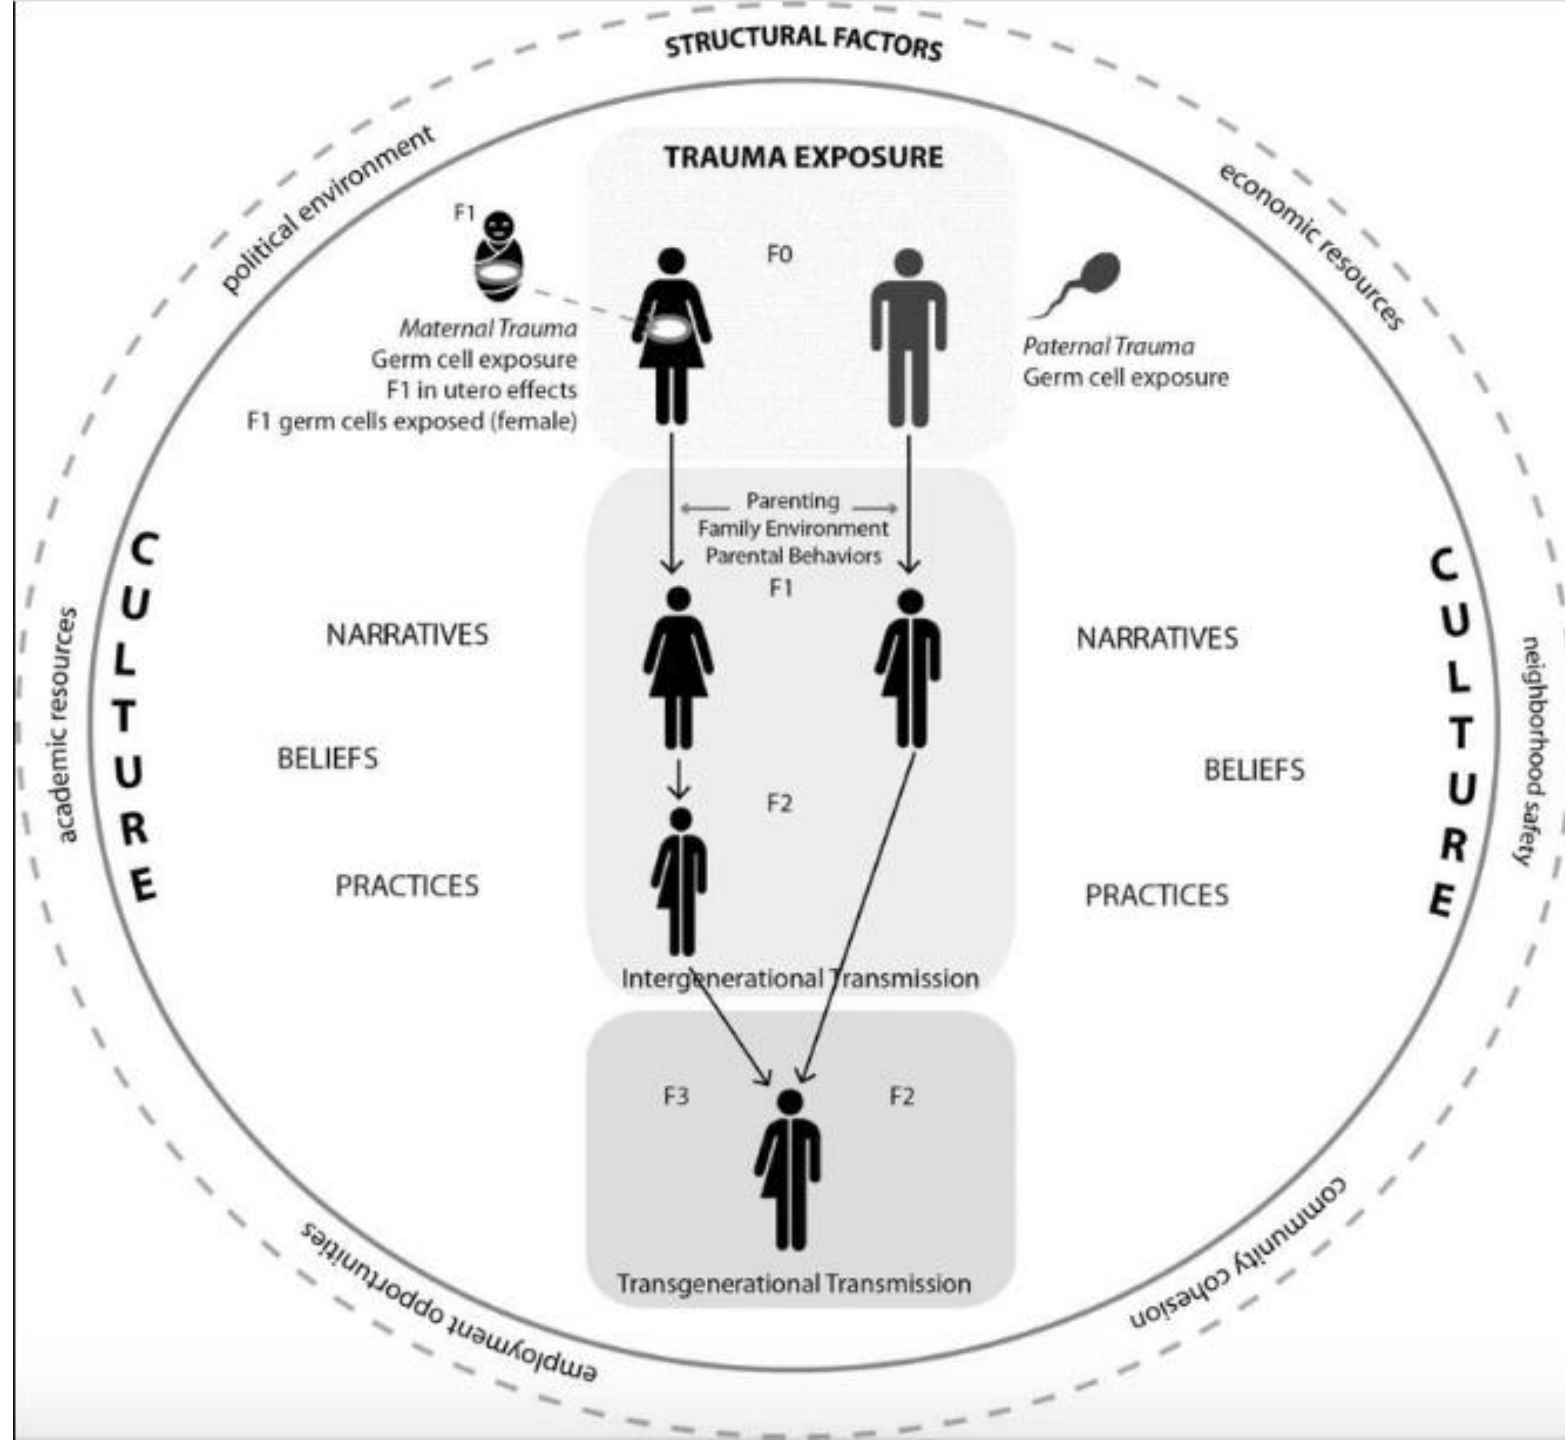 STRUCTURAL FACTORS
political environment
economic resources
TRAUMA EXPOSURE
F1
F0
Maternal Trauma
Germ cell exposure
F1 in utero effects
F1 germ cells exposed (female)
Paternal Trauma
Germ cell exposure
Parenting
Family Environment
Parental Behaviors
F1
CULTURE
academic resources
NARRATIVES
BELIEFS
PRACTICES
F2
Intergenerational Transmission
NARRATIVES
BELIEFS
PRACTICES
CULTURE
neighborhood safety
F3
F2
Transgenerational Transmission
employment opportunities
community cohesion